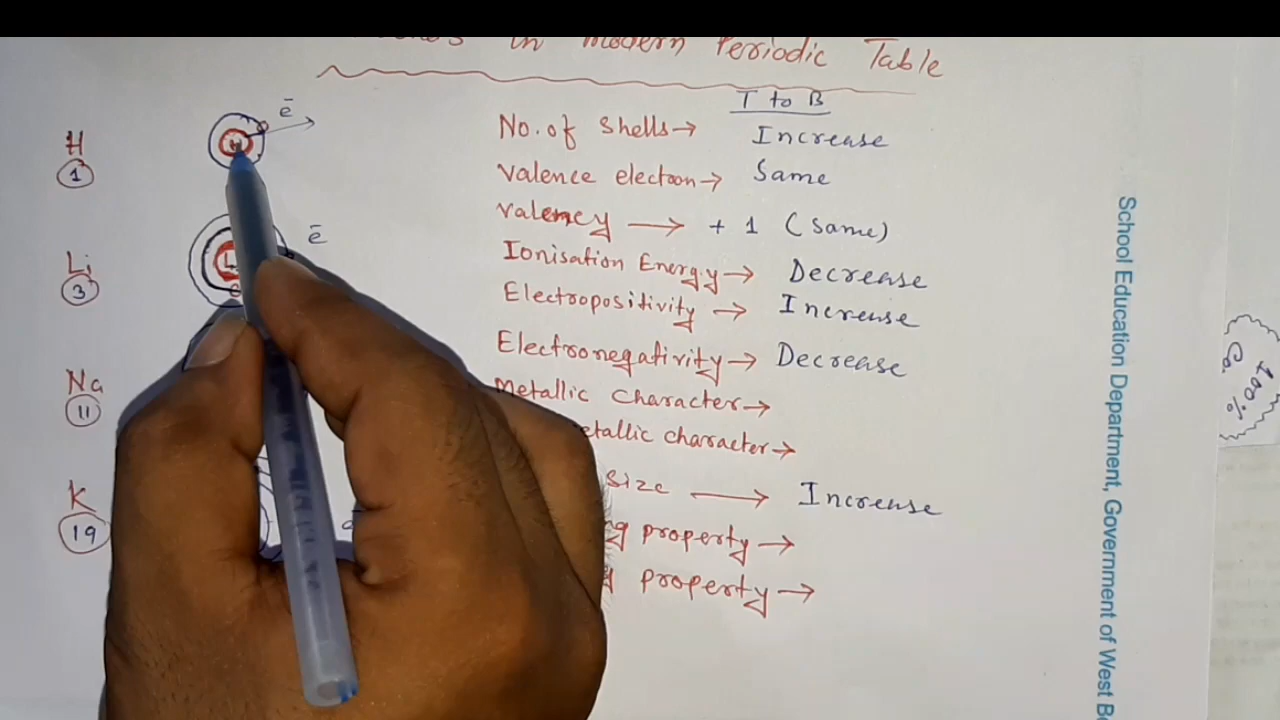 in Modern Periodic Table
T to B
H
1
e̅
No. of Shells→ Increase
Valence electoon→ Same
Li
3
e̅
Valency → + 1 (Same)
Ionisation Energy→ Decrease
Electropositivity → Increase
Na
11
Electronegativity→ Decrease
Metallic Character→
etallic character→
K
19
size → Increase
property→
property→
School Education Department, Government of West B
100%